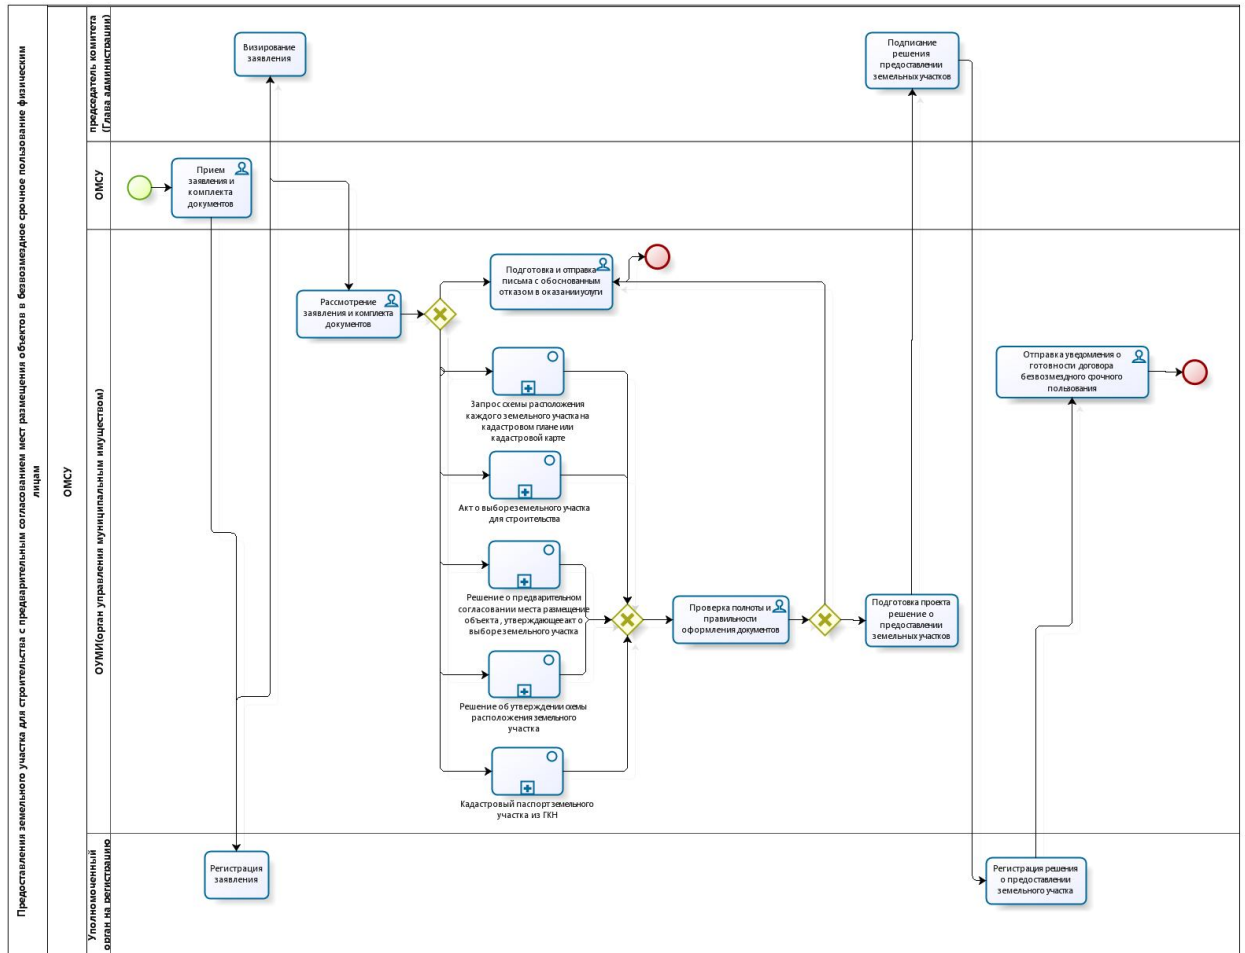 Предоставления земельного участка для строительства с предварительным согласованием мест размещения объектов в безвозмездное срочное пользование физическим
лицам
ОМСУ
председатель комитета
(Глава администрации)
Визирование
заявления
Подписание
решения
предоставлении
земельных участков
ОМСУ
Прием
заявления и
комплекта
документов
ОУМИ(орган управления муниципальным имуществом)
Рассмотрение
заявления и комплекта
документов
Подготовка и отправка
письма с обоснованным
отказом в оказании услуги
Запрос схемы расположения
каждого земельного участка на
кадастровом плане или
кадастровой карте
Акт о выборе земельного участка
для строительства
Решение о предварительном
согласовании места размещение
объекта , утверждающее акт о
выборе земельного участка
Решение об утверждении схемы
расположения земельного
участка
Кадастровый паспорт земельного
участка из ГКН
Проверка полноты и
правильности
оформления документов
Подготовка проекта
решение о
предоставлении
земельных участков
Отправка уведомления о
готовности договора
безвозмездного срочного
пользования
Уполномоченный
орган на регистрацию
Регистрация
заявления
Регистрация решения
о предоставлении
земельного участка